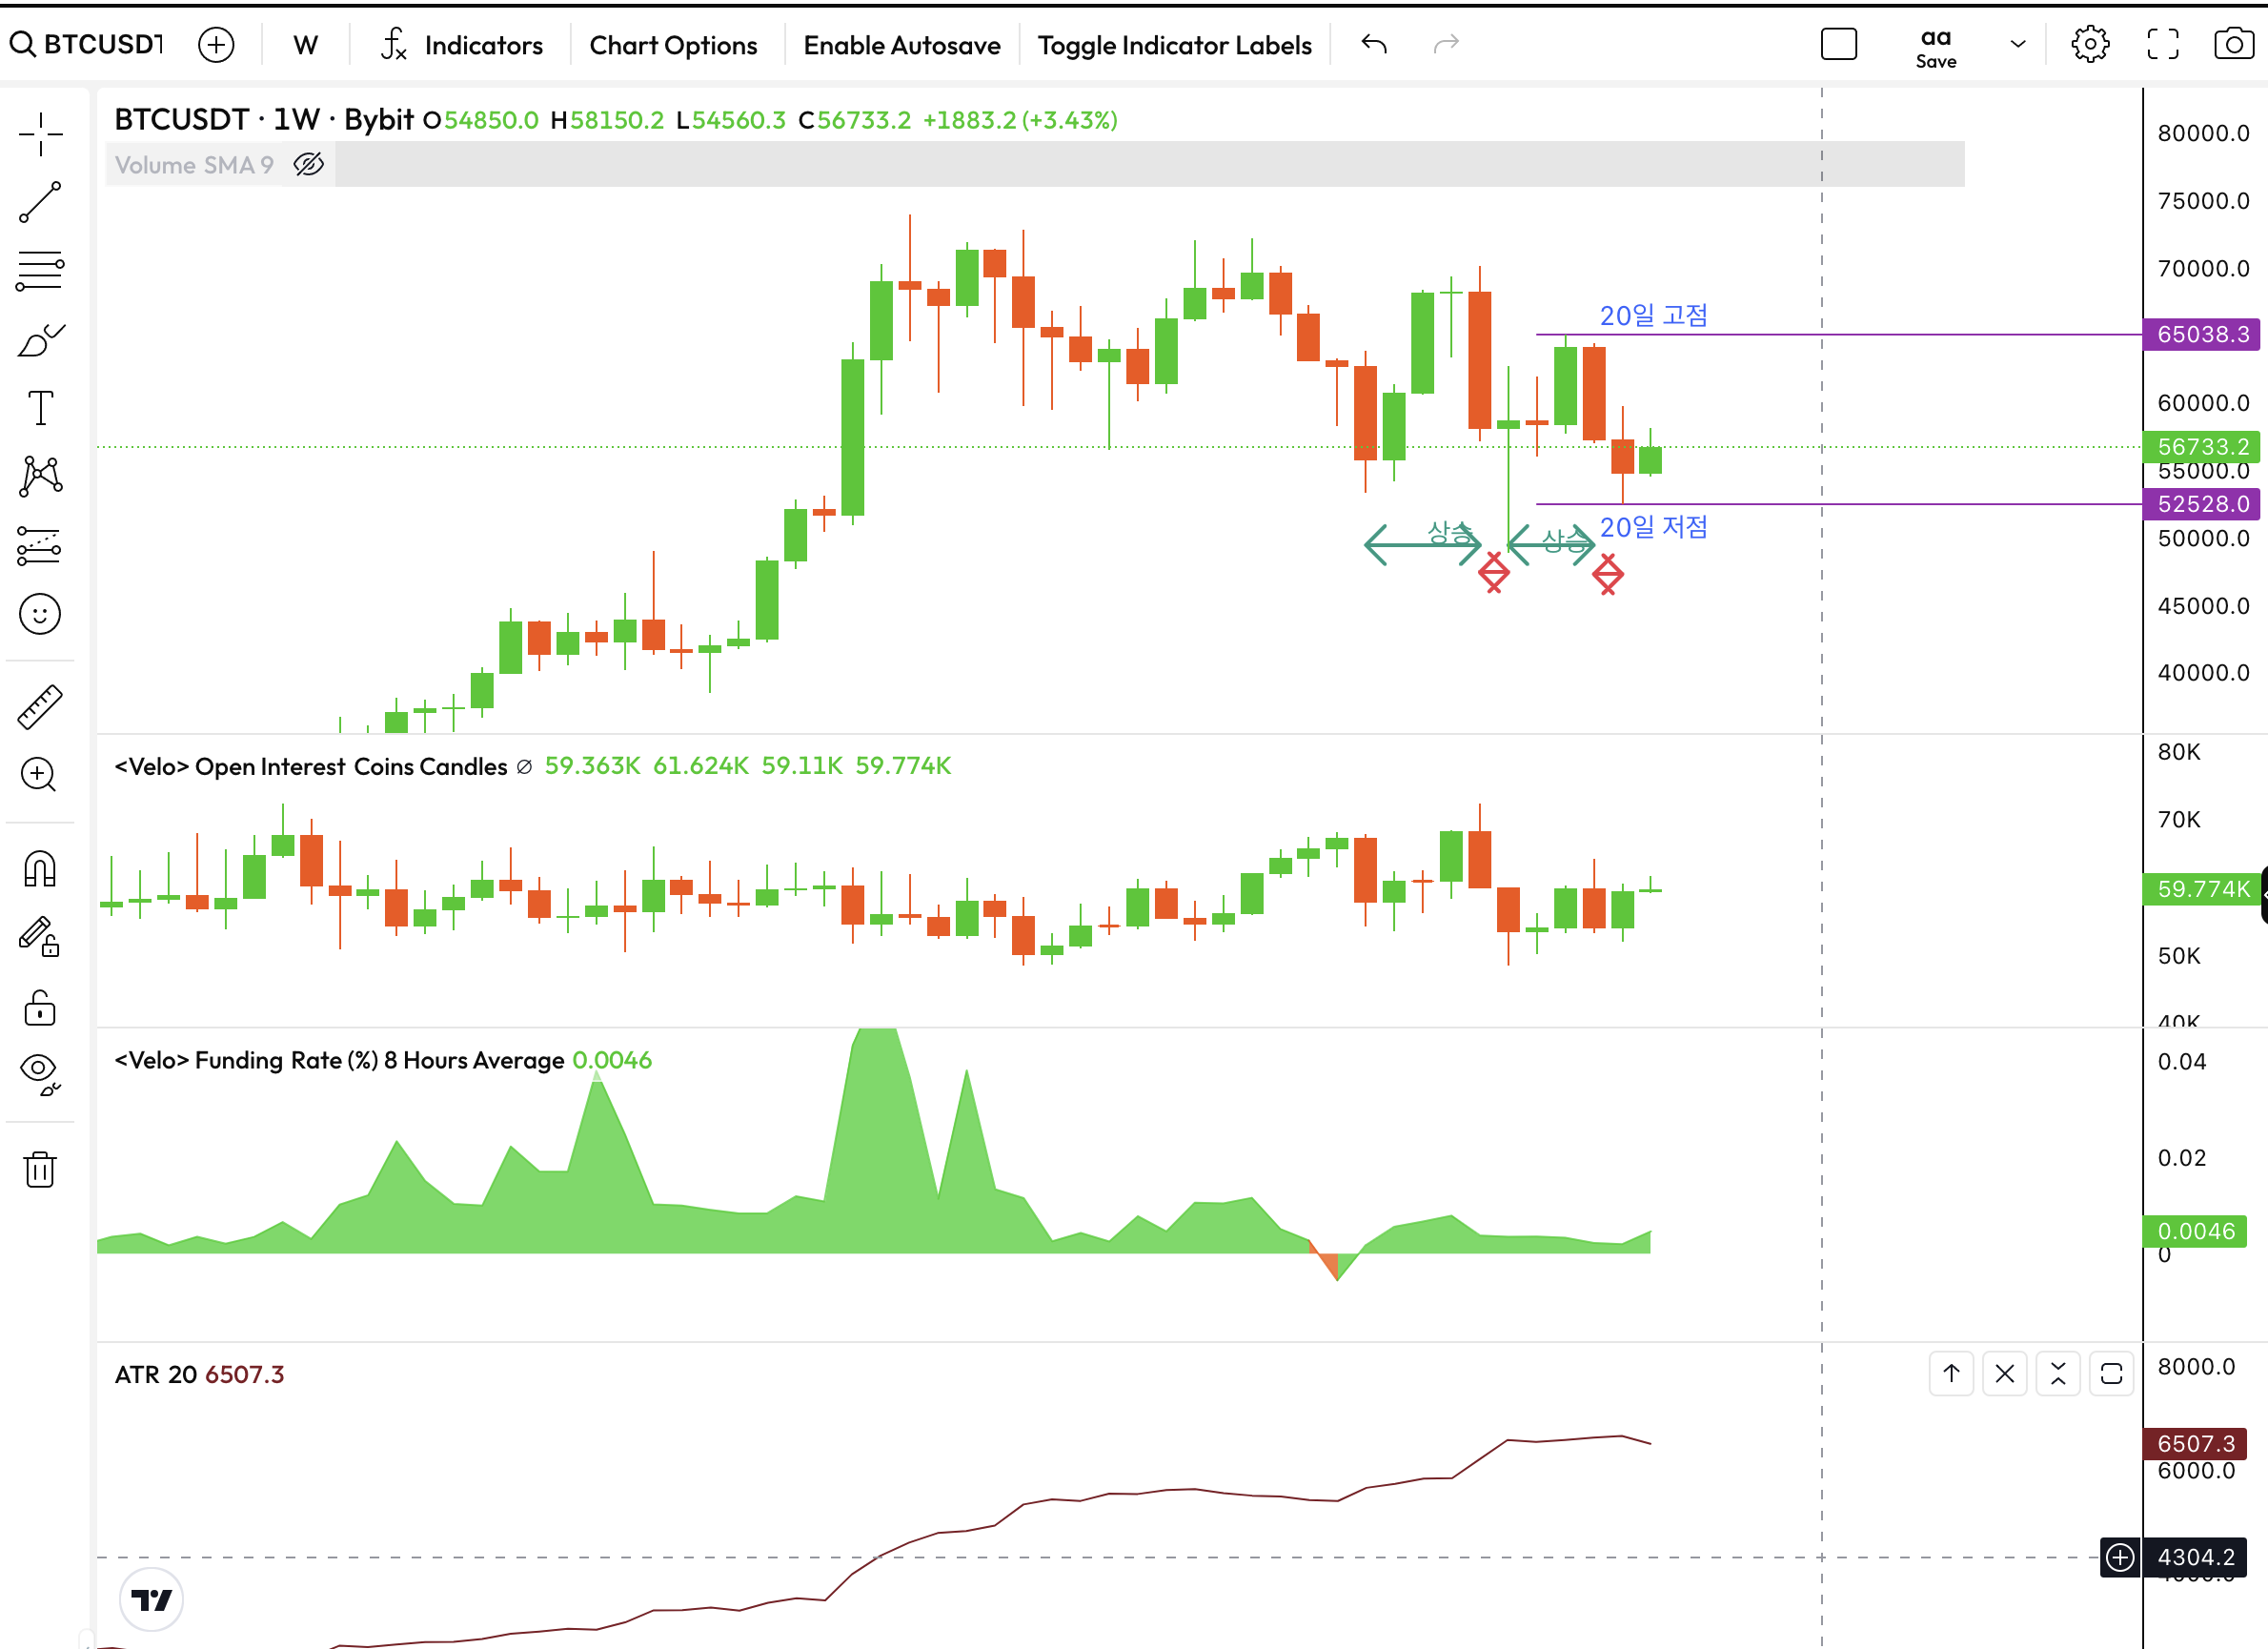 BTCUSDT W Indicators Chart Options Enable Autosave Toggle Indicator Labels aa
Save
BTCUSDT · 1W · Bybit O54850.0 H58150.2 L54560.3 C56733.2 +1883.2 (+3.43%)
Volume SMA 9
80000.0
75000.0
70000.0
20일 고점
65038.3
60000.0
56733.2
55000.0
52528.0
20일 저점
상승
상승
50000.0
45000.0
40000.0
<Velo> Open Interest Coins Candles ∅ 59.363K 61.624K 59.11K 59.774K
80K
70K
59.774K
50K
40K
<Velo> Funding Rate (%) 8 Hours Average 0.0046
0.04
0.02
0.0046
0
ATR 20 6507.3
8000.0
6507.3
6000.0
4304.2